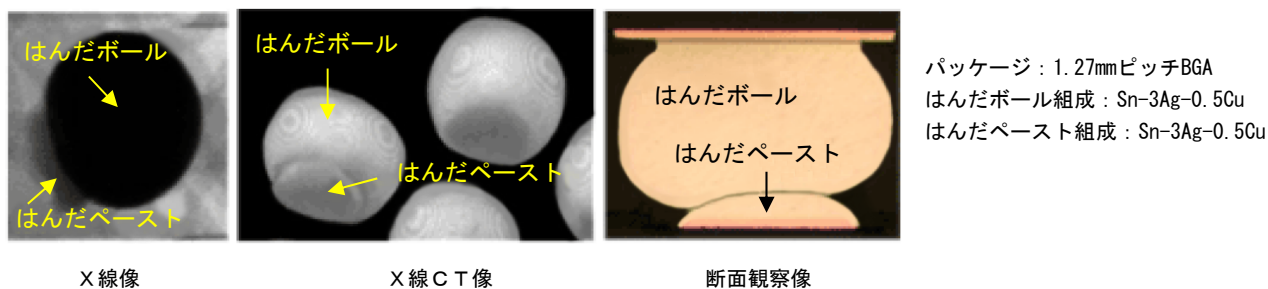 はんだボール
はんだペースト
はんだボール
はんだペースト
はんだボール
はんだペースト
パッケージ：1.27mmピッチBGA
はんだボール組成：Sn-3Ag-0.5Cu
はんだペースト組成：Sn-3Ag-0.5Cu
Ｘ線像
Ｘ線ＣＴ像
断面観察像